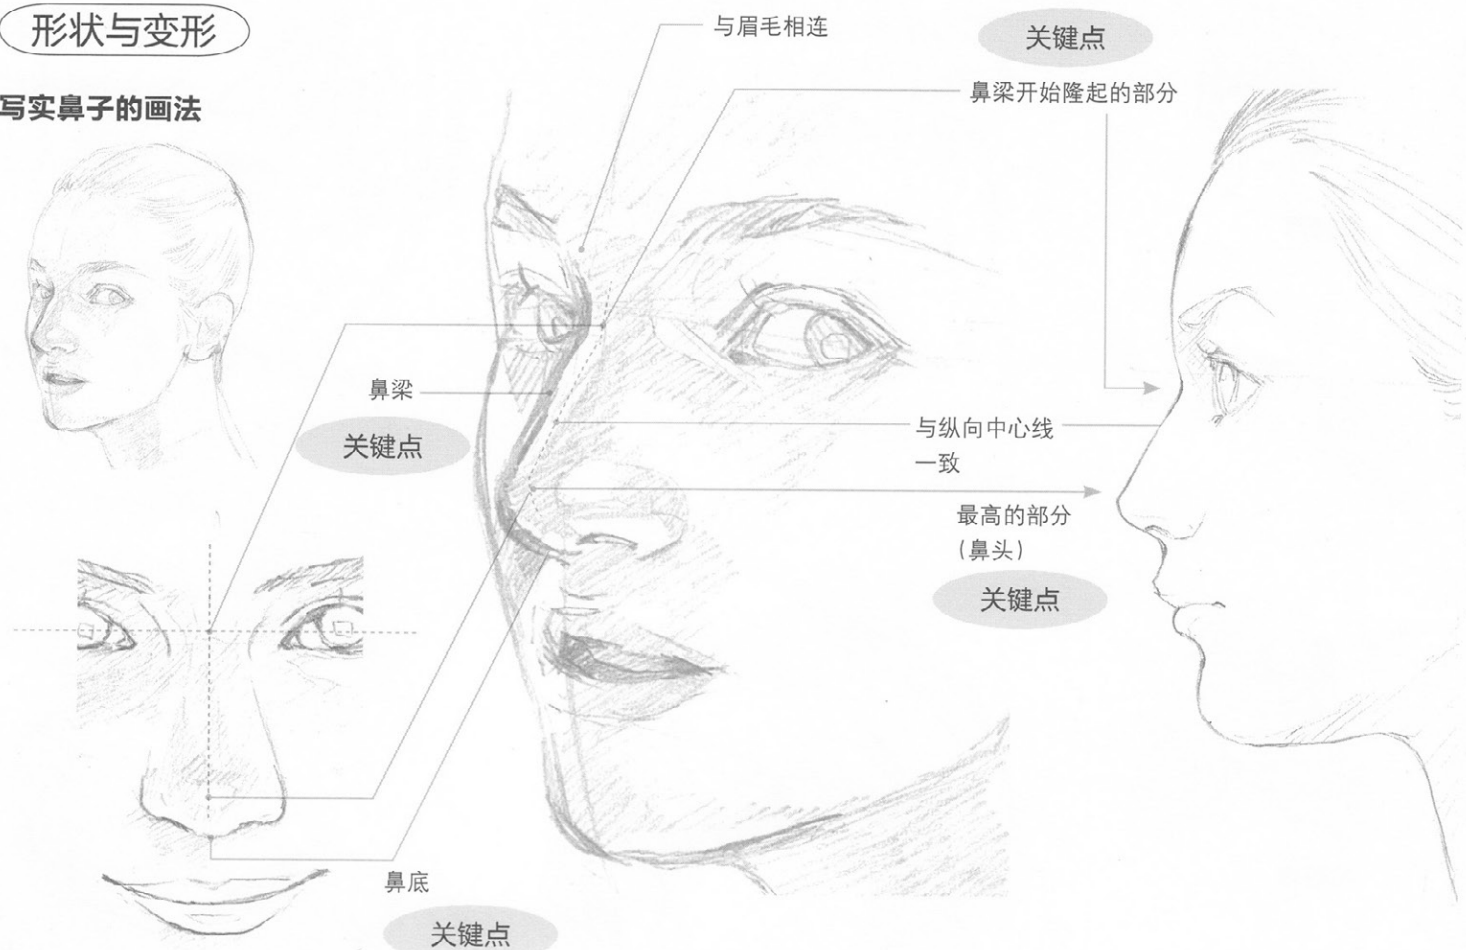 形状与变形
写实鼻子的画法
与眉毛相连
关键点
鼻梁开始隆起的部分
鼻梁
关键点
与纵向中心线
一致
最高的部分
（鼻头）
关键点
鼻底
关键点